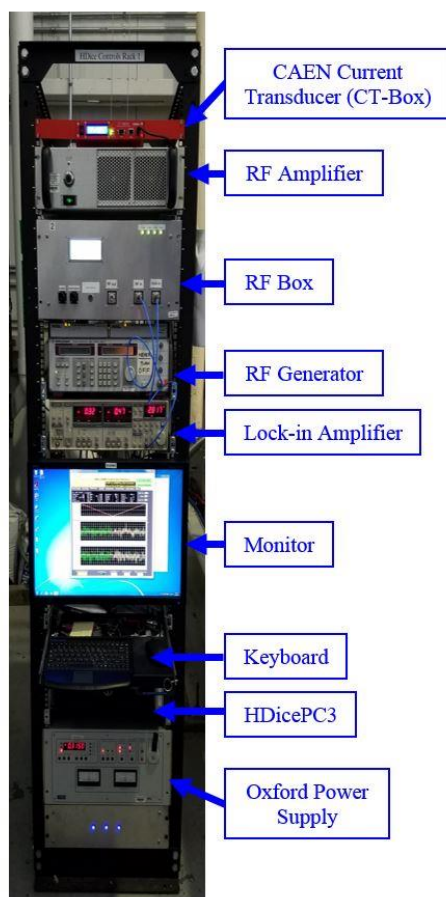 HDice Controls Rack 1
CAEN Current
Transducer (CT-Box)
RF Amplifier
2
RF Box
RF Generator
Lock-in Amplifier
Monitor
Keyboard
HDicePC3
Oxford Power
Supply